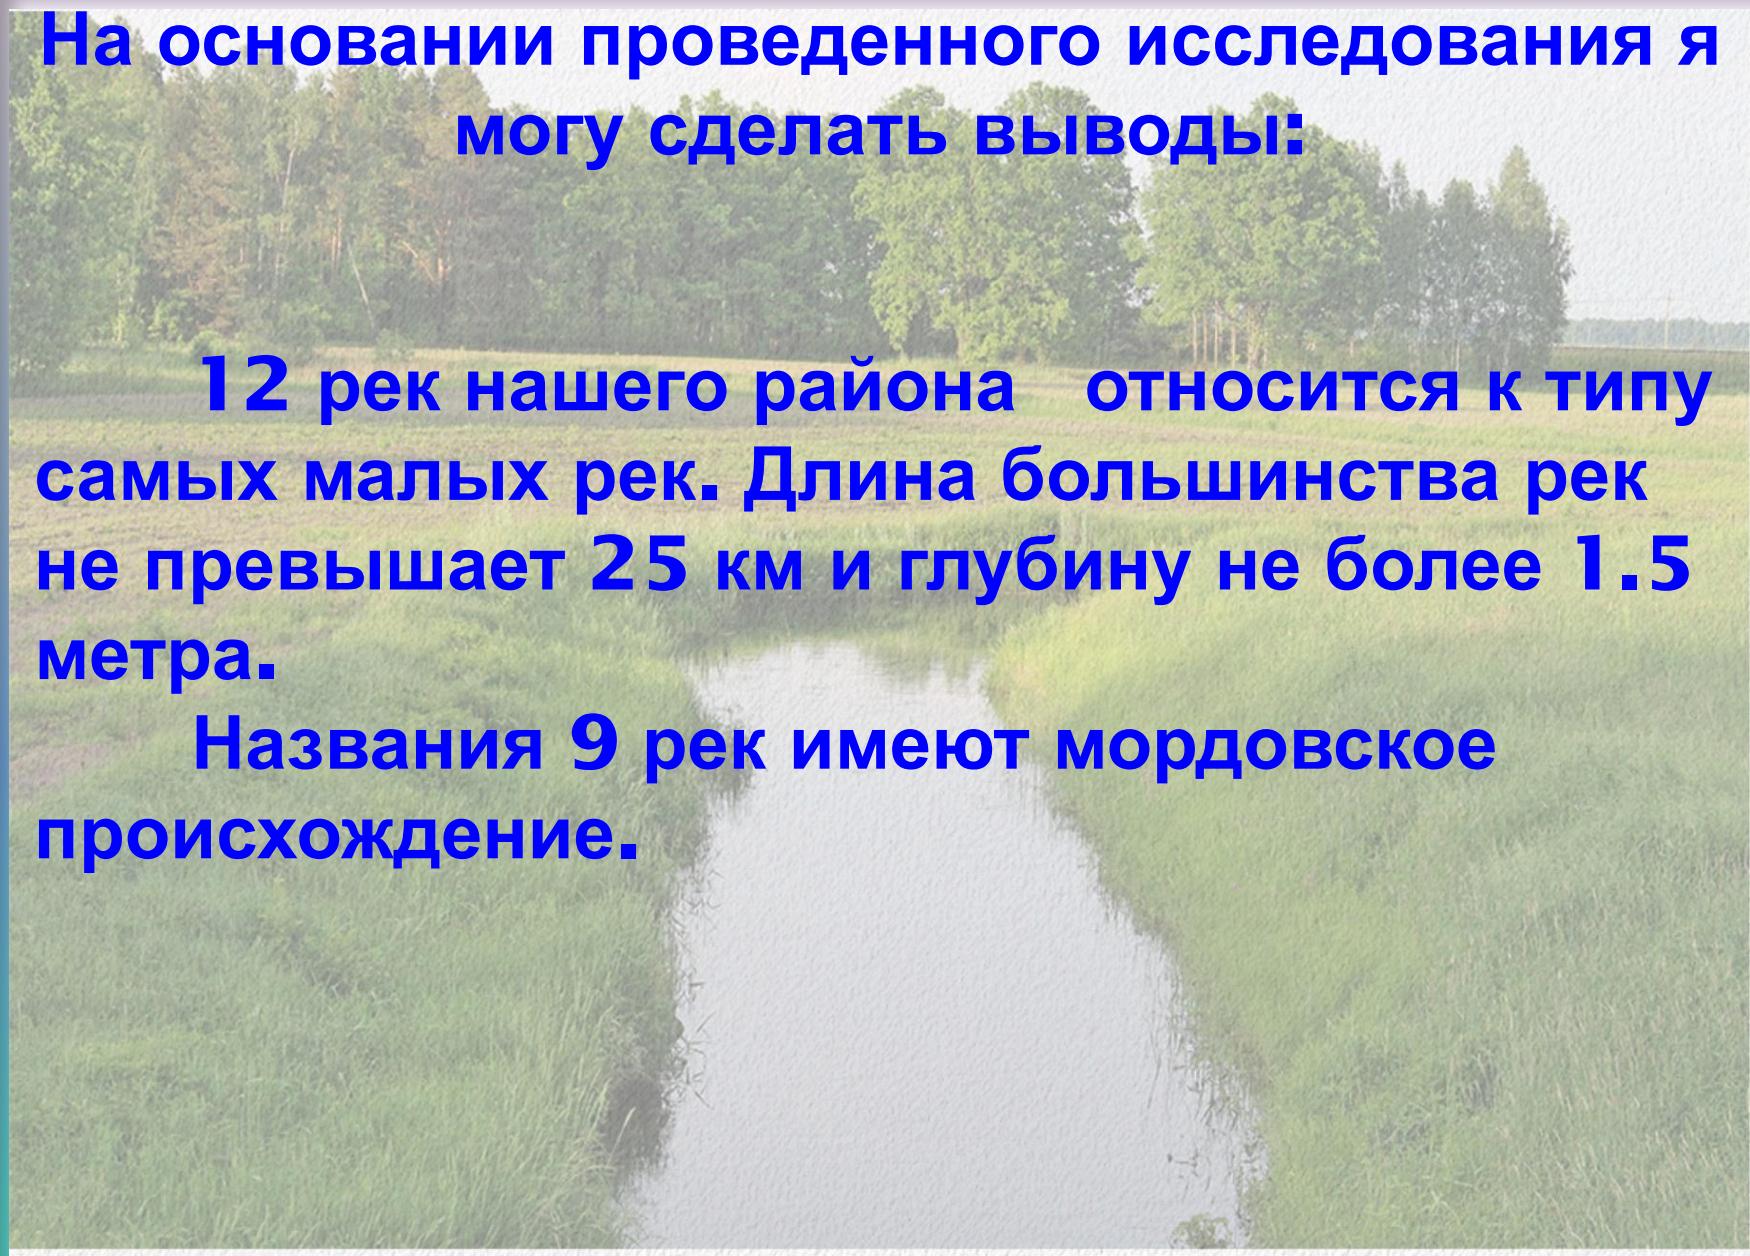 На основании проведенного исследования я
могу сделать выводы:
12 рек нашего района относится к типу
самых малых рек. Длина большинства рек
не превышает 25 км и глубину не более 1.5
метра.
Названия 9 рек имеют мордовское
происхождение.